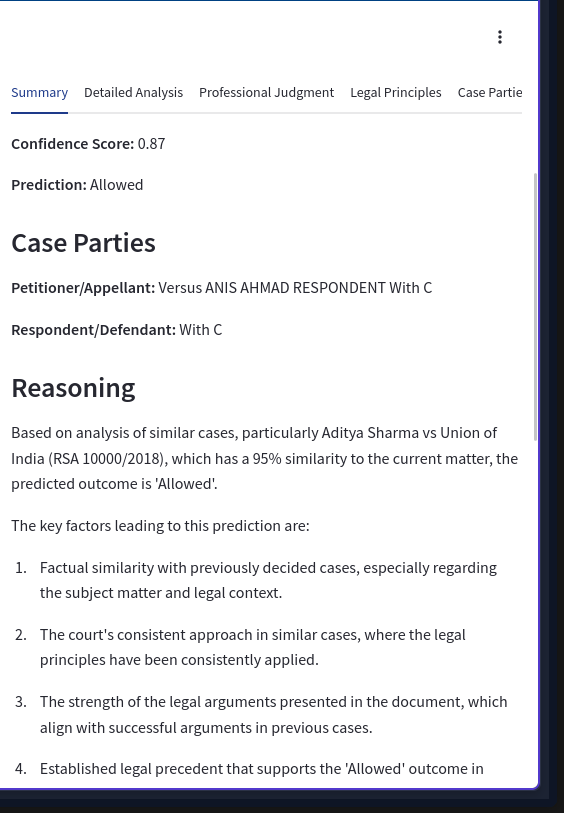 Summary Detailed Analysis Professional Judgment Legal Principles Case Partie
Confidence Score: 0.87
Prediction: Allowed
Case Parties
Petitioner/Appellant: Versus ANIS AHMAD RESPONDENT With C
Respondent/Defendant: With C
Reasoning
Based on analysis of similar cases, particularly Aditya Sharma vs Union of
India (RSA 10000/2018), which has a 95% similarity to the current matter, the
predicted outcome is 'Allowed'.
The key factors leading to this prediction are:
1. Factual similarity with previously decided cases, especially regarding
the subject matter and legal context.
2. The court's consistent approach in similar cases, where the legal
principles have been consistently applied.
3. The strength of the legal arguments presented in the document, which
align with successful arguments in previous cases.
4. Established legal precedent that supports the 'Allowed' outcome in